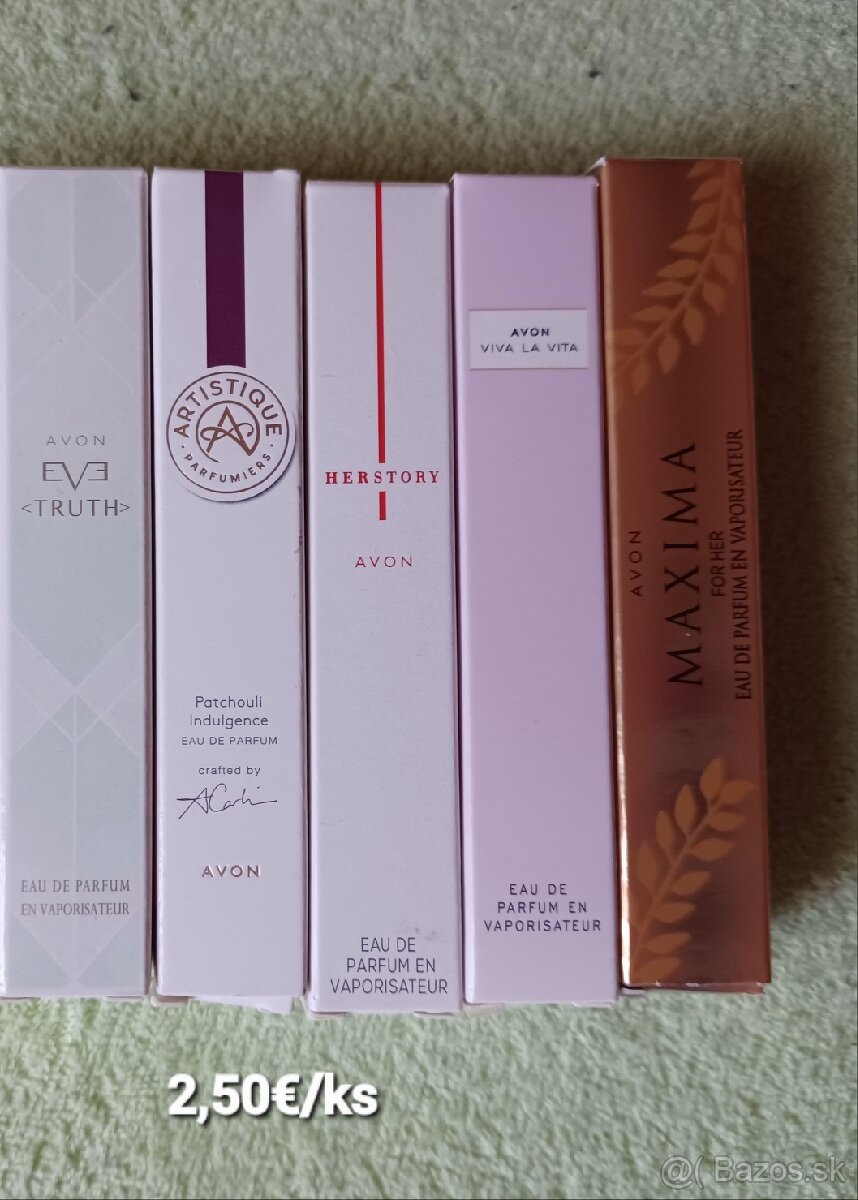 AVON
EVE
<TRUTH>
EAU DE PARFUM
EN VAPORISATEUR
ARTISTIQUE
PARFUMIERS
Patchouli
Indulgence
EAU DE PARFUM
crafted by
AVON
HERSTORY
AVON
EAU DE
PARFUM EN
VAPORISATEUR
AVON
VIVA LA VITA
EAU DE
PARFUM EN
VAPORISATEUR
AVON
MAXIMA
FOR HER
EAU DE PARFUM EN VAPORISATEUR
2,50€/ks
@( Bazos.sk